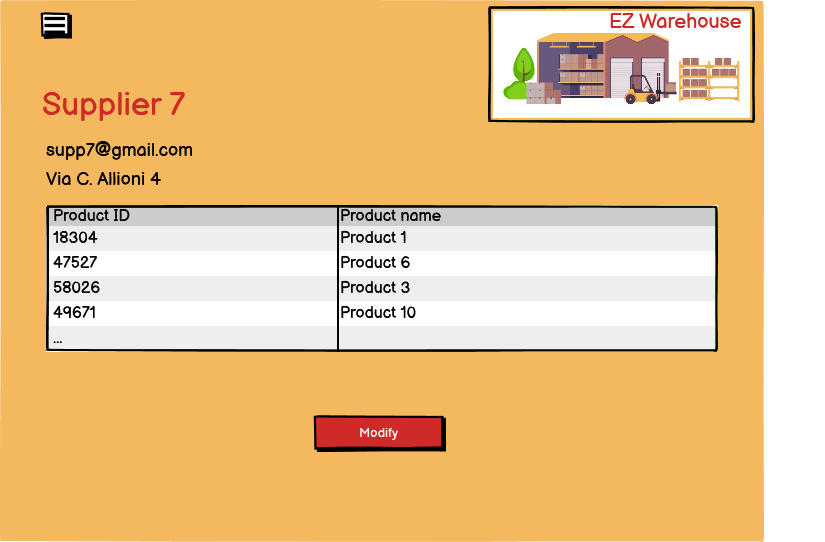 EZ Warehouse
Supplier 7
supp7@gmail.com
Via C. Allioni 4
Product ID Product name
18304 Product 1
47527 Product 6
58026 Product 3
49671 Product 10
...
Modify